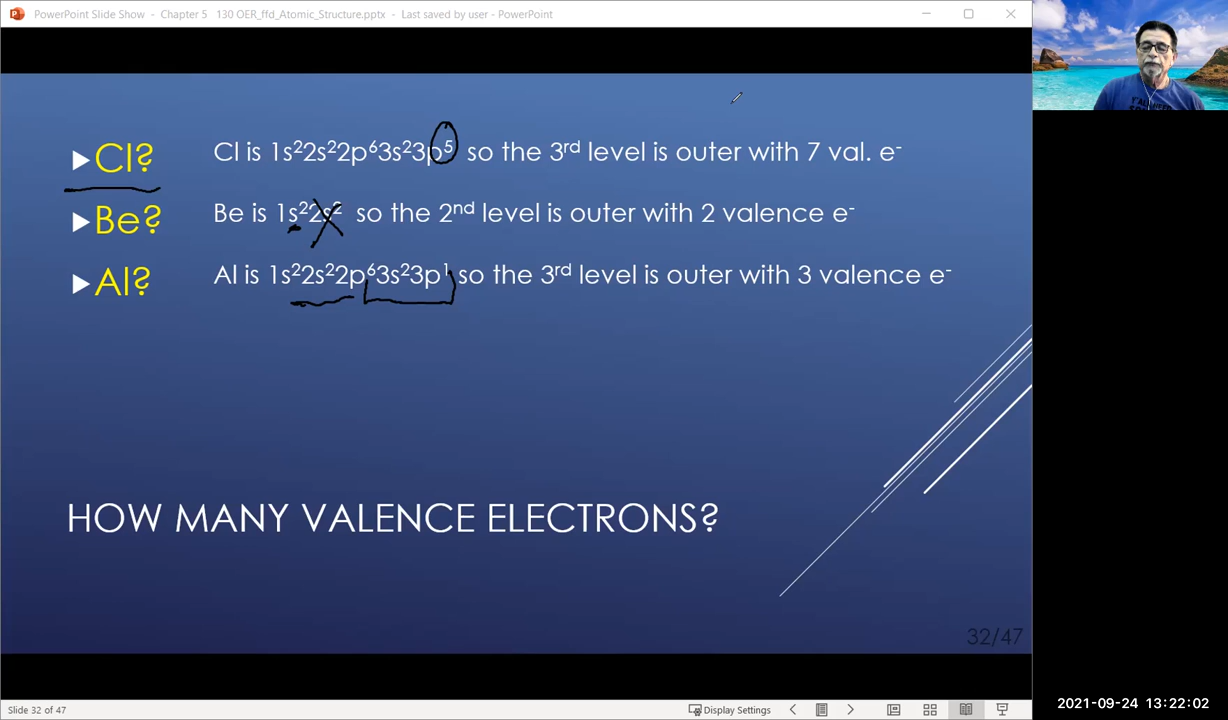 PowerPoint Slide Show - Chapter 5 130 OER_ffd_Atomic_Structure.pptx - Last saved by user - PowerPoint
Cl? Cl is 1s²2s²2p⁶3s²3p⁵ so the 3rd level is outer with 7 val. e⁻
Be? Be is 1s²2s² so the 2nd level is outer with 2 valence e⁻
Al? Al is 1s²2s²2p⁶3s²3p¹ so the 3rd level is outer with 3 valence e⁻
HOW MANY VALENCE ELECTRONS?
32/47
Slide 32 of 47
Display Settings
2021-09-24 13:22:02